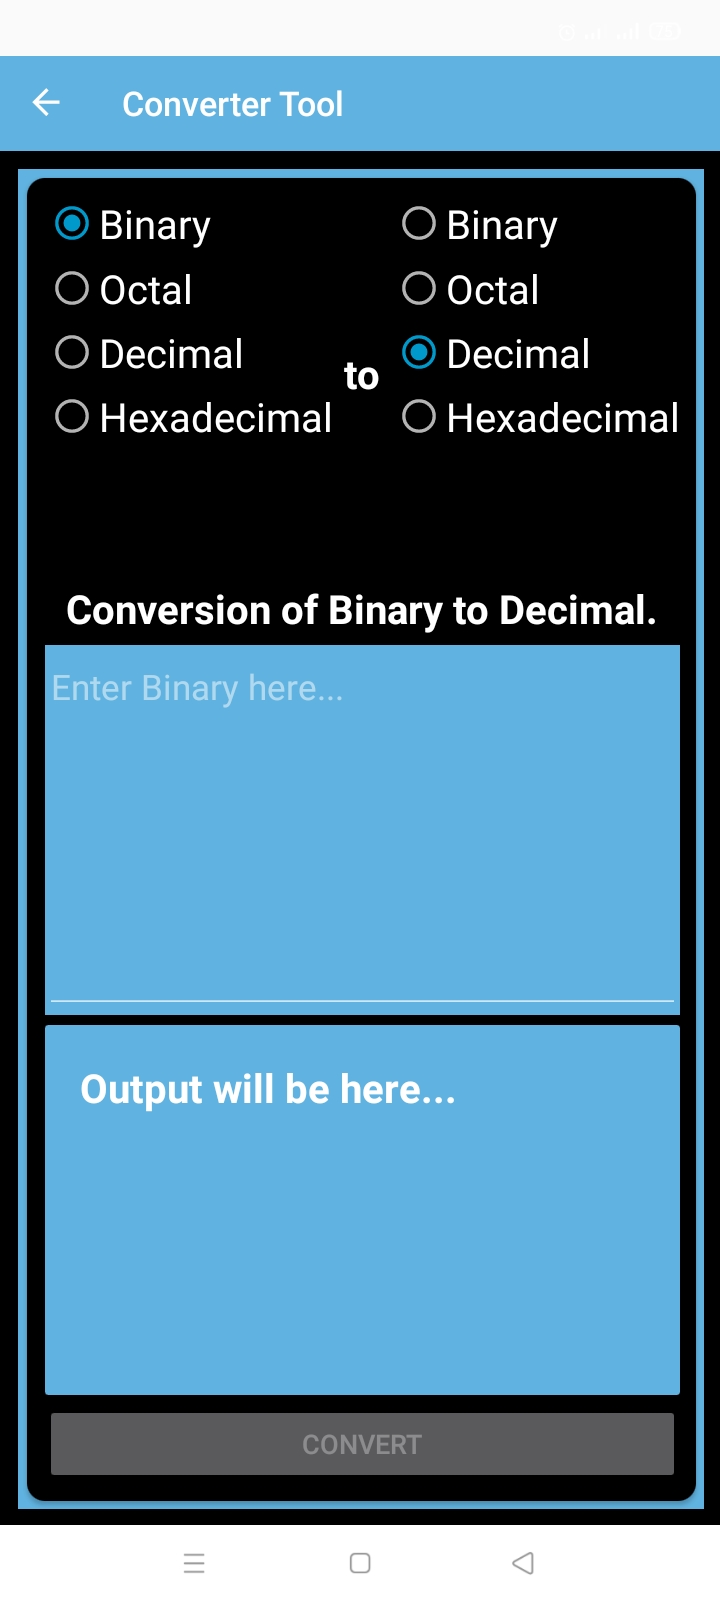 Converter Tool
Binary
Octal
Decimal
Hexadecimal
to
Binary
Octal
Decimal
Hexadecimal
Conversion of Binary to Decimal.
Enter Binary here...
Output will be here...
CONVERT